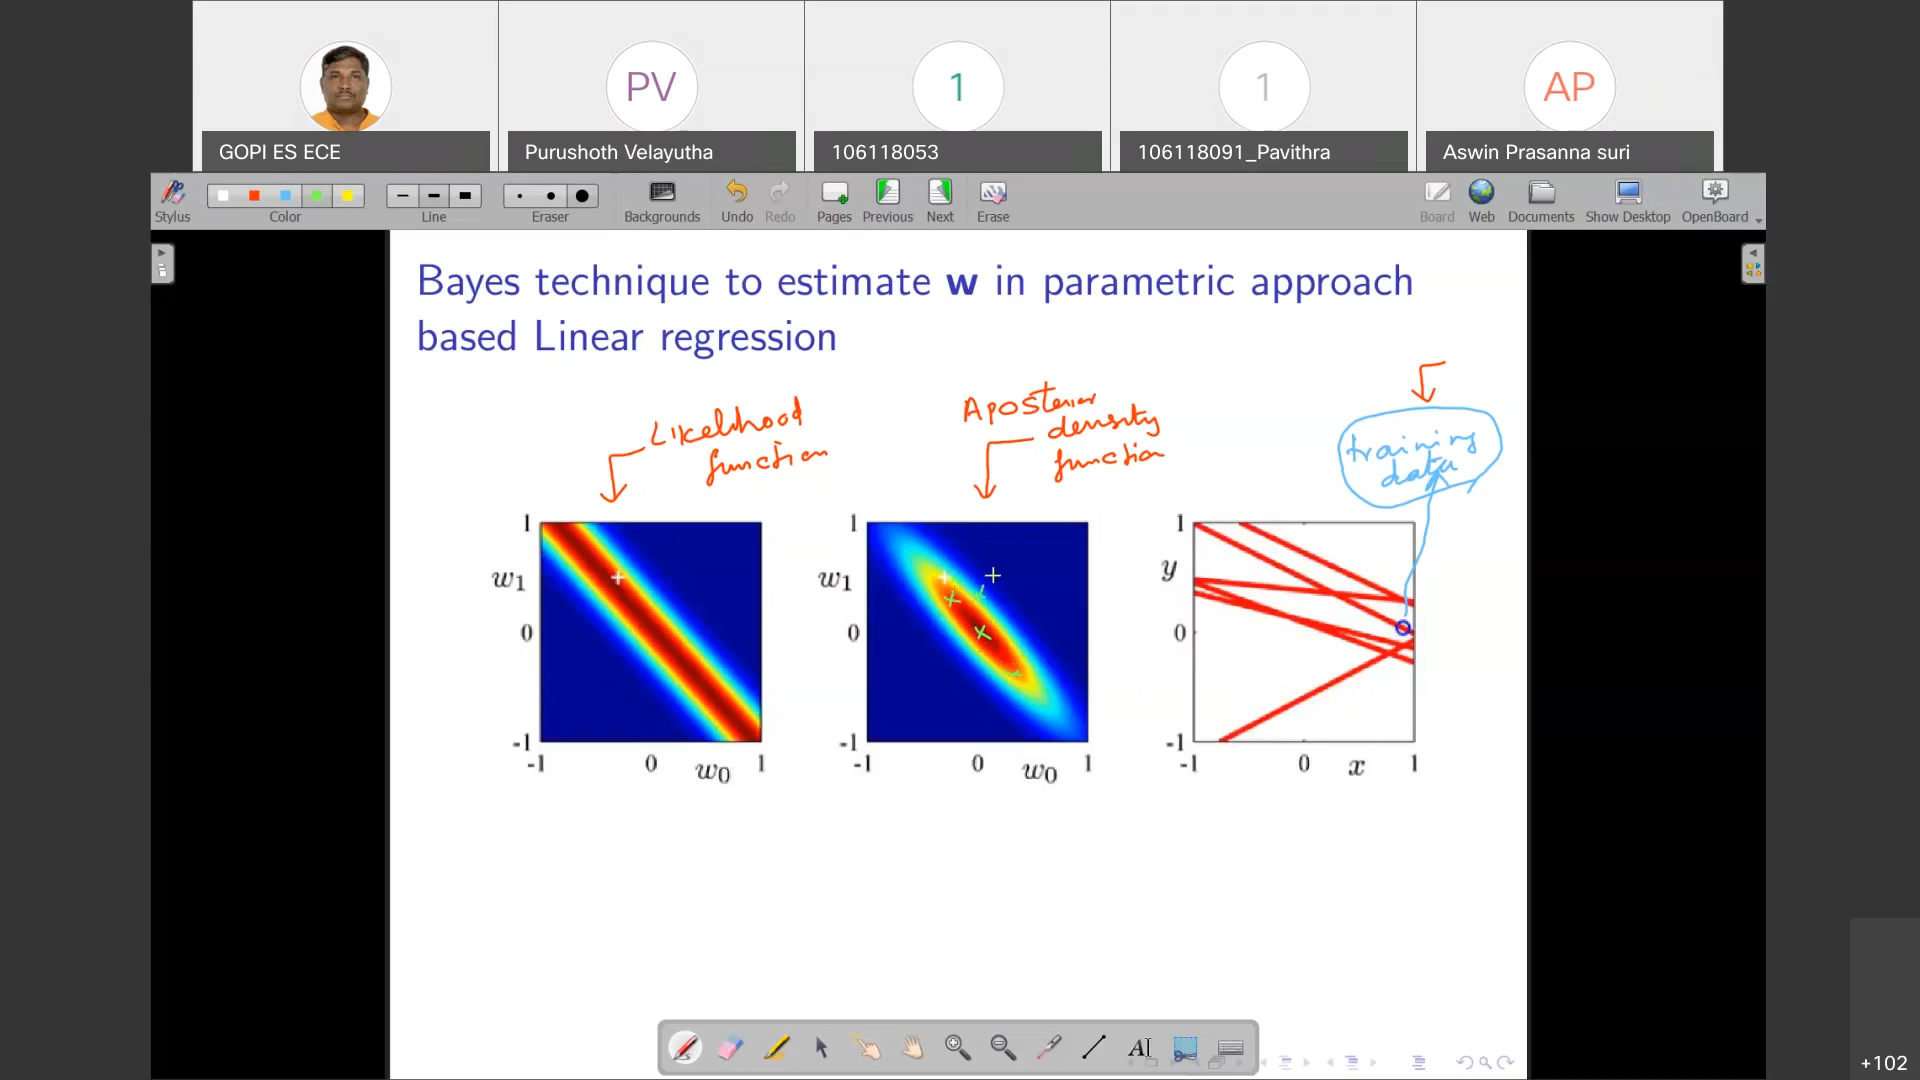 PV
1
1
AP
GOPI ES ECE
Purushoth Velayutha
106118053
106118091_Pavithra
Aswin Prasanna suri
Stylus
Color
Line
Eraser
Backgrounds
Undo
Redo
Pages
Previous
Next
Erase
Board
Web
Documents
Show Desktop
OpenBoard
Bayes technique to estimate w in parametric approach
based Linear regression
Likelihood
function
Aposterior
density
function
training
data
1
w1
0
-1
-1
0
w0
1
1
w1
0
-1
-1
0
w0
1
1
y
0
-1
-1
0
x
1
AI
+102